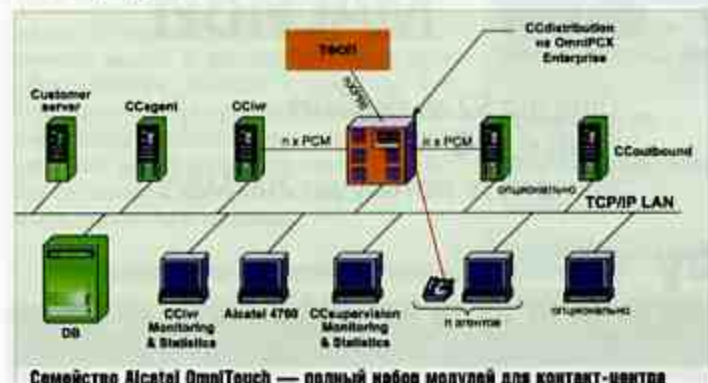 ТФОП
CCdistribution
на OmniPCX
Enterprise
Customer
server
CCagent
CCivr
n x PCM
n x PCM
CCoutbound
опционально
TCP/IP LAN
DB
CCivr
Monitoring
& Statistics
Alcatel 4760
CCsupervision
Monitoring
& Statistics
n агентов
опционально
Семейство Alcatel OmniTouch — полный набор модулей для контакт-центра